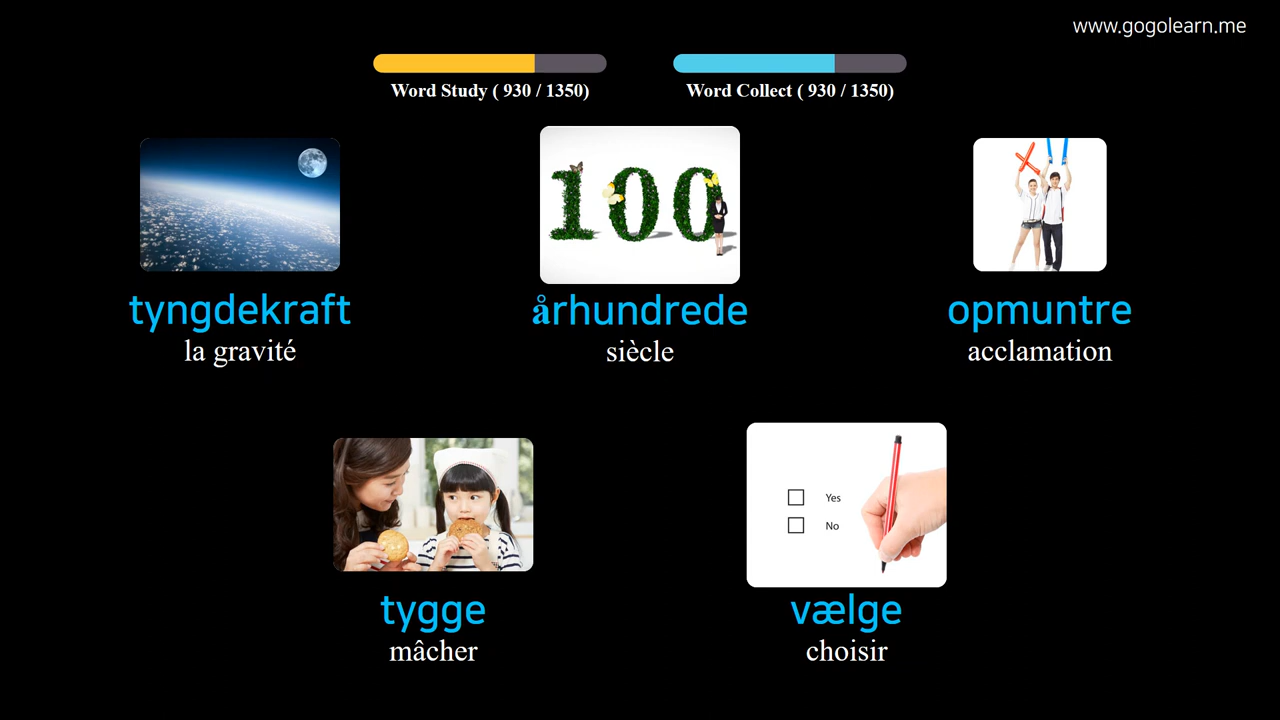 www.gogolearn.me
Word Study ( 930 / 1350)
Word Collect ( 930 / 1350)
100
tyngdekraft
la gravité
århundrede
siècle
opmuntre
acclamation
Yes
No
tygge
mâcher
vælge
choisir